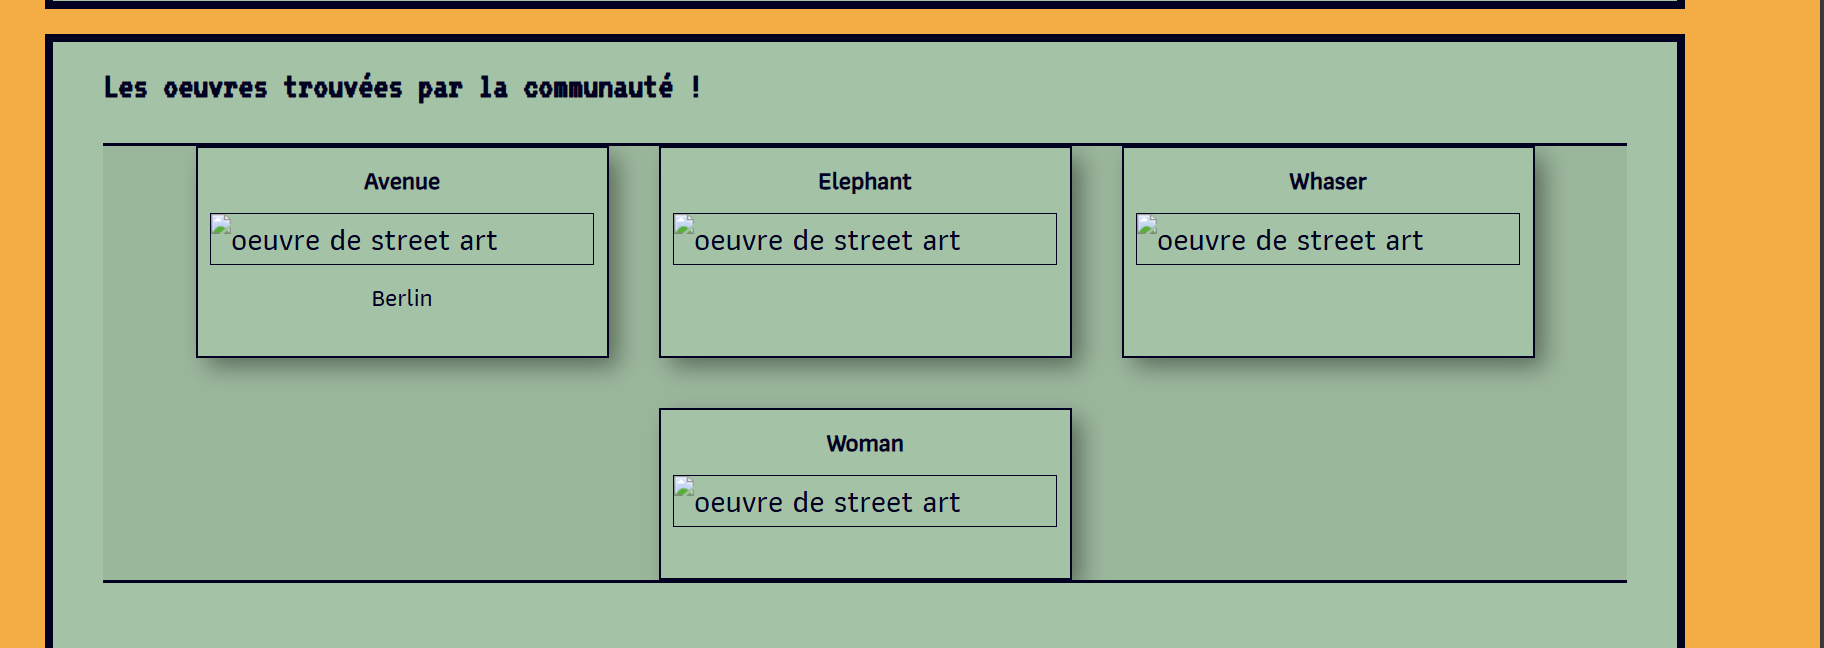 Les oeuvres trouvées par la communauté !
Avenue
oeuvre de street art
Berlin
Elephant
oeuvre de street art
Whaser
oeuvre de street art
Woman
oeuvre de street art